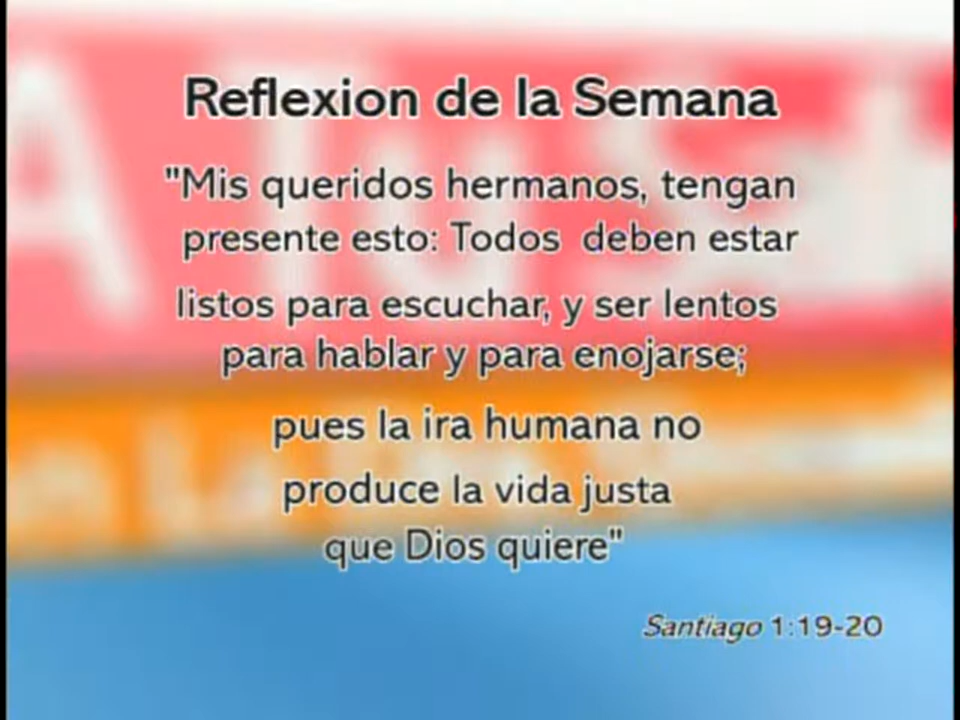 Reflexion de la Semana
"Mis queridos hermanos, tengan
presente esto: Todos  deben estar
listos para escuchar, y ser lentos
para hablar y para enojarse;
pues la ira humana no
produce la vida justa
que Dios quiere"
Santiago 1:19-20